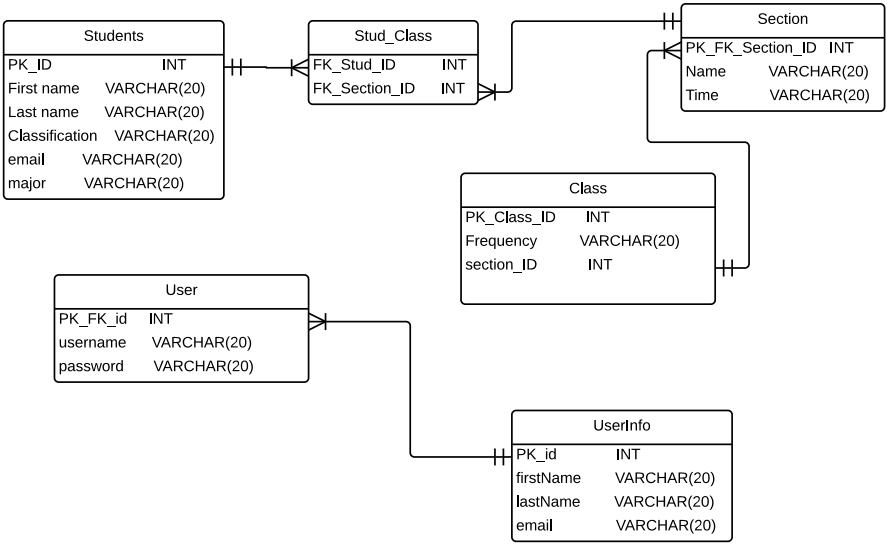 Students
PK_ID INT
First name VARCHAR(20)
Last name VARCHAR(20)
Classification VARCHAR(20)
email VARCHAR(20)
major VARCHAR(20)
Stud_Class
FK_Stud_ID INT
FK_Section_ID INT
Section
PK_FK_Section_ID INT
Name VARCHAR(20)
Time VARCHAR(20)
Class
PK_Class_ID INT
Frequency VARCHAR(20)
section_ID INT
User
PK_FK_id INT
username VARCHAR(20)
password VARCHAR(20)
UserInfo
PK_id INT
firstName VARCHAR(20)
lastName VARCHAR(20)
email VARCHAR(20)